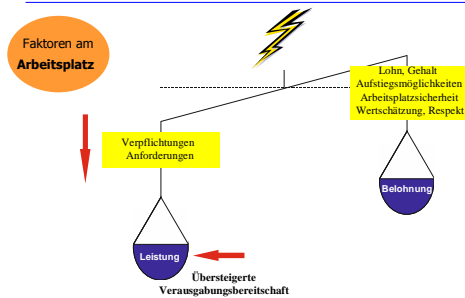 Faktoren am
Arbeitsplatz
Lohn, Gehalt
Aufstiegsmöglichkeiten
Arbeitsplatzsicherheit
Wertschätzung, Respekt
Verpflichtungen
Anforderungen
Belohnung
Leistung
Übersteigerte
Verausgabungsbereitschaft